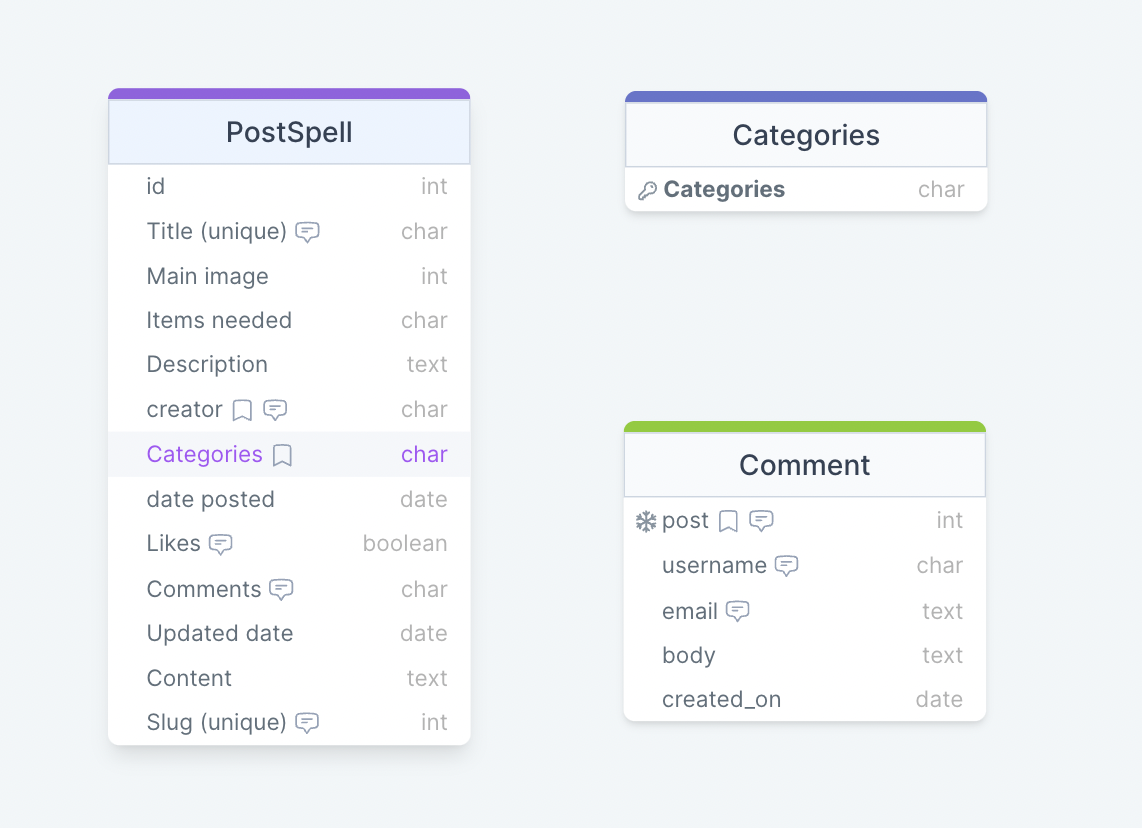 PostSpell
id int
Title (unique) char
Main image int
Items needed char
Description text
creator char
Categories char
date posted date
Likes boolean
Comments char
Updated date date
Content text
Slug (unique) int
Categories
Categories char
Comment
post int
username char
email text
body text
created_on date